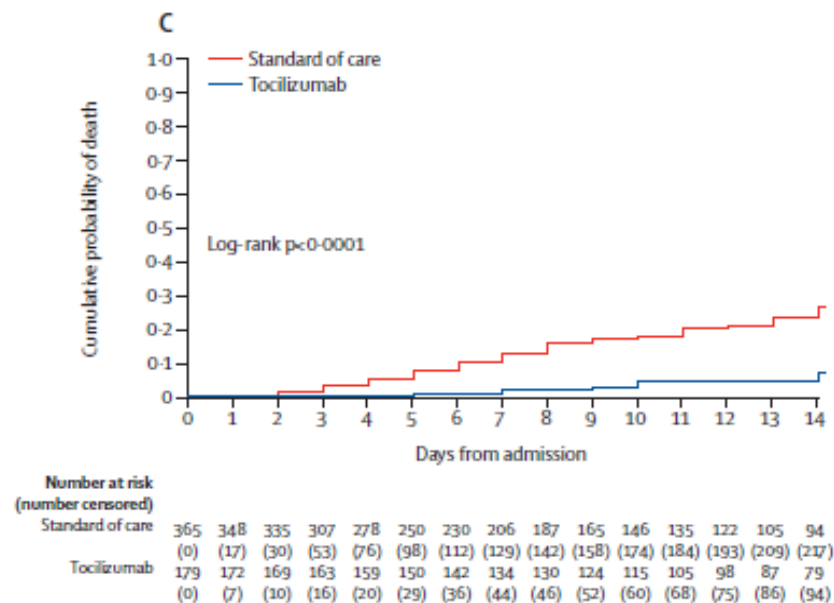 C
Standard of care
Tocilizumab
1·0
0·9
0·8
0·7
0·6
0·5
0·4
0·3
0·2
0·1
0
Cumulative probability of death
Log-rank p<0·0001
0 1 2 3 4 5 6 7 8 9 10 11 12 13 14
Days from admission
Number at risk
(number censored)
Standard of care 365 348 335 307 278 250 230 206 187 165 146 135 122 105 94
(0) (17) (30) (53) (76) (98) (112) (129) (142) (158) (174) (184) (193) (209) (217)
Tocilizumab 179 172 169 163 159 150 142 134 130 124 115 105 98 87 79
(0) (7) (10) (16) (20) (29) (36) (44) (46) (52) (60) (68) (75) (86) (94)